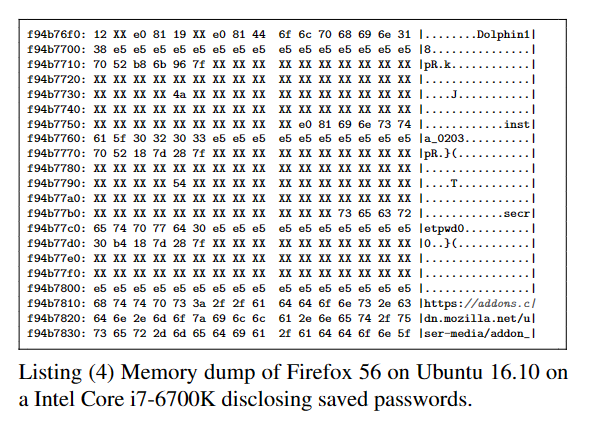 f94b76f0: 12 XX e0 81 19 XX e0 81 44 6f 6c 70 68 69 6e 31 |........Dolphin1|
f94b7700: 38 e5 e5 e5 e5 e5 e5 e5 e5 e5 e5 e5 e5 e5 e5 e5 |8...............|
f94b7710: 70 52 b8 6b 96 7f XX XX XX XX XX XX XX XX XX XX |pR.k............|
f94b7720: XX XX XX XX XX XX XX XX XX XX XX XX XX XX XX XX |................|
f94b7730: XX XX XX XX 4a XX XX XX XX XX XX XX XX XX XX XX |....J...........|
f94b7740: XX XX XX XX XX XX XX XX XX XX XX XX XX XX XX XX |................|
f94b7750: XX XX XX XX XX XX XX XX XX XX e0 81 69 6e 73 74 |............inst|
f94b7760: 61 5f 30 32 30 33 e5 e5 e5 e5 e5 e5 e5 e5 e5 e5 |a_0203..........|
f94b7770: 70 52 18 7d 28 7f XX XX XX XX XX XX XX XX XX XX |pR.}(...........|
f94b7780: XX XX XX XX XX XX XX XX XX XX XX XX XX XX XX XX |................|
f94b7790: XX XX XX XX 54 XX XX XX XX XX XX XX XX XX XX XX |....T...........|
f94b77a0: XX XX XX XX XX XX XX XX XX XX XX XX XX XX XX XX |................|
f94b77b0: XX XX XX XX XX XX XX XX XX XX XX XX 73 65 63 72 |............secr|
f94b77c0: 65 74 70 77 64 30 e5 e5 e5 e5 e5 e5 e5 e5 e5 e5 |etpwd0..........|
f94b77d0: 30 b4 18 7d 28 7f XX XX XX XX XX XX XX XX XX XX |0..}(...........|
f94b77e0: XX XX XX XX XX XX XX XX XX XX XX XX XX XX XX XX |................|
f94b77f0: XX XX XX XX XX XX XX XX XX XX XX XX XX XX XX XX |................|
f94b7800: e5 e5 e5 e5 e5 e5 e5 e5 e5 e5 e5 e5 e5 e5 e5 e5 |................|
f94b7810: 68 74 74 70 73 3a 2f 2f 61 64 64 6f 6e 73 2e 63 |https://addons.c|
f94b7820: 64 6e 2e 6d 6f 7a 69 6c 6c 61 2e 6e 65 74 2f 75 |dn.mozilla.net/u|
f94b7830: 73 65 72 2d 6d 65 64 69 61 2f 61 64 64 6f 6e 5f |ser-media/addon_|
Listing (4) Memory dump of Firefox 56 on Ubuntu 16.10 on
a Intel Core i7-6700K disclosing saved passwords.